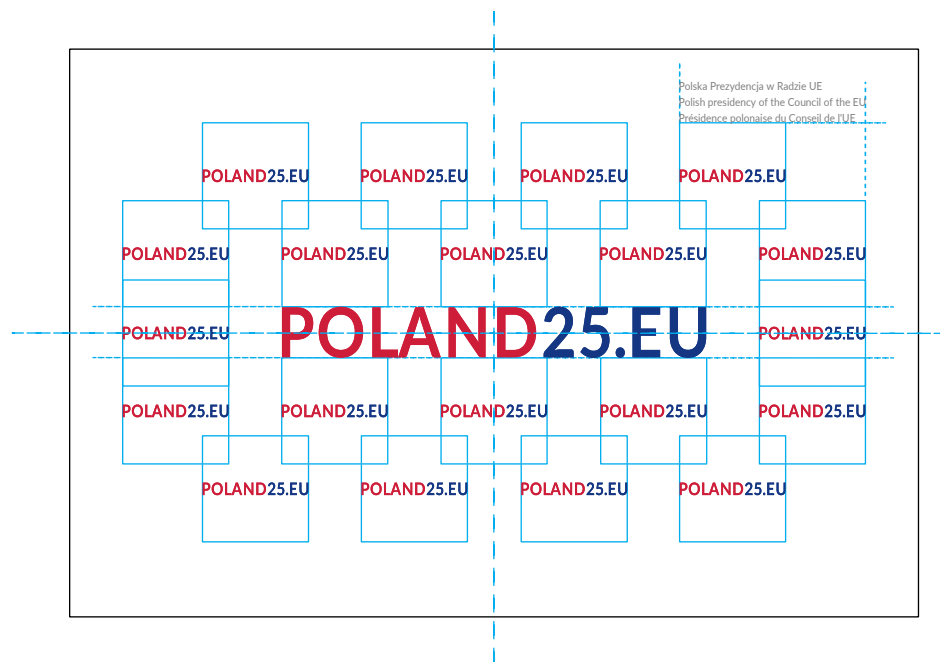 Polska Prezydencja w Radzie UE
Polish presidency of the Council of the EU
Présidence polonaise du Conseil de l'UE
POLAND25.EU POLAND25.EU POLAND25.EU POLAND25.EU
POLAND25.EU POLAND25.EU POLAND25.EU POLAND25.EU POLAND25.EU
POLAND25.EU POLAND25.EU POLAND25.EU
POLAND25.EU POLAND25.EU POLAND25.EU POLAND25.EU POLAND25.EU
POLAND25.EU POLAND25.EU POLAND25.EU POLAND25.EU